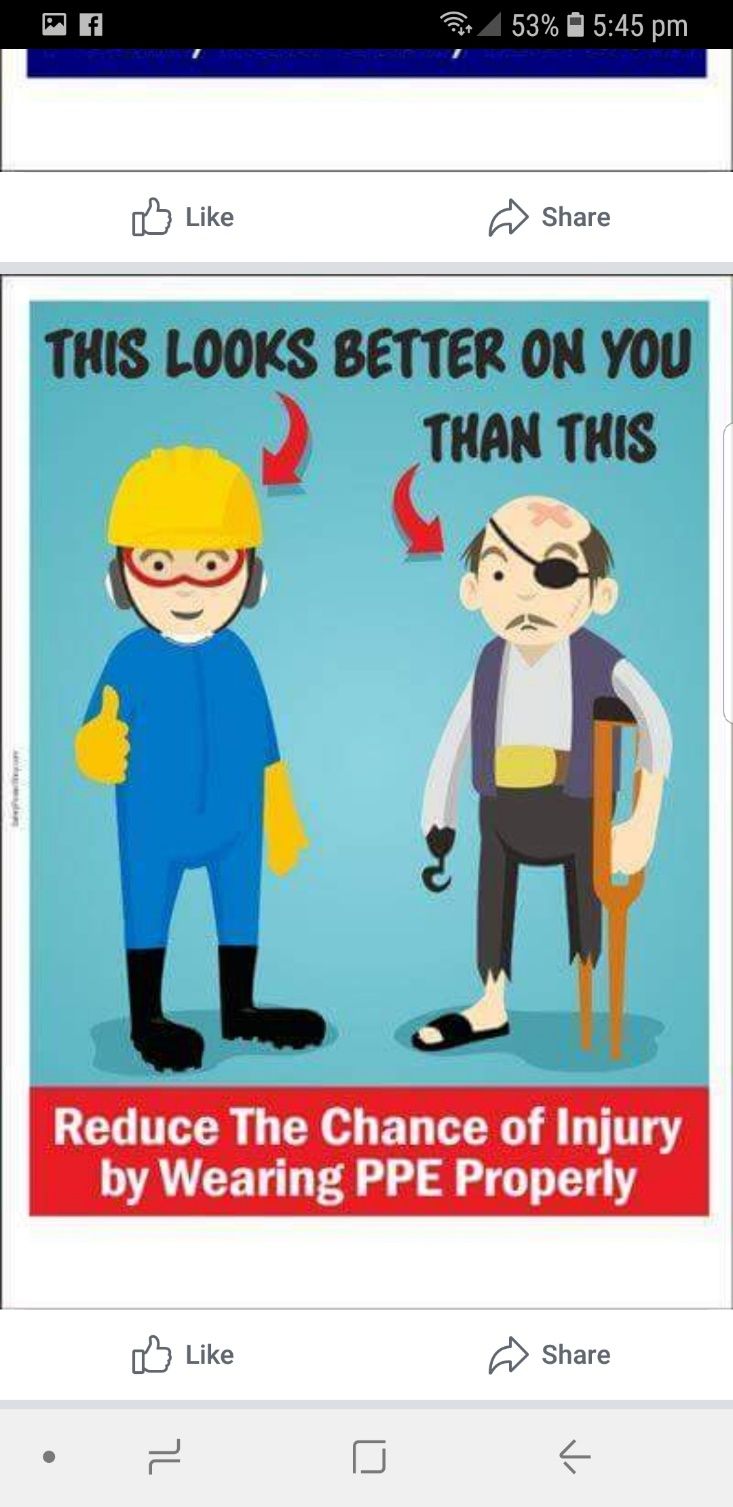 53% 5:45 pm
Like Share
THIS LOOKS BETTER ON YOU
THAN THIS
Reduce The Chance of Injury
by Wearing PPE Properly
Like Share